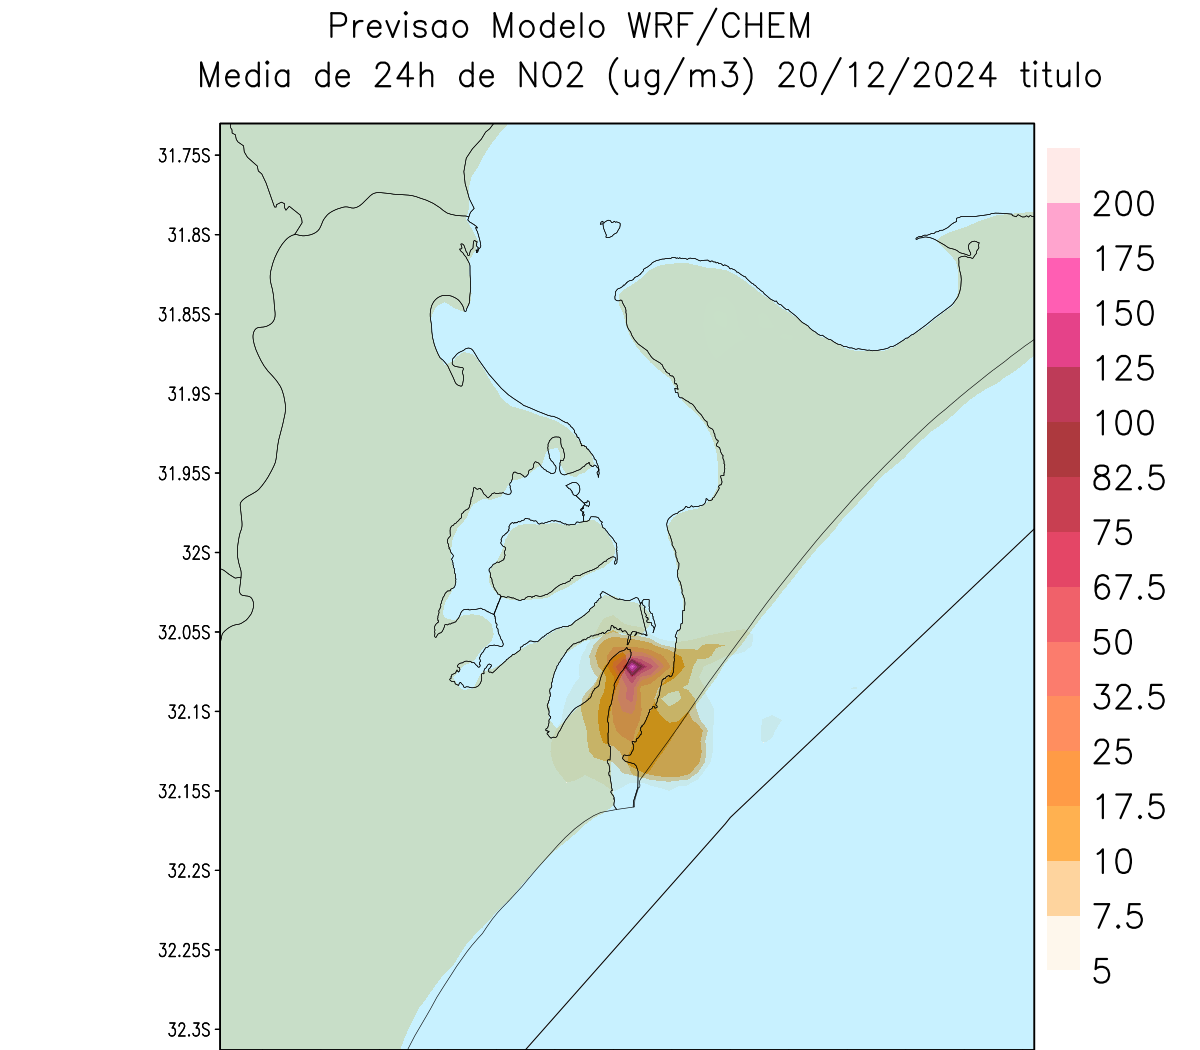 Previsao Modelo WRF/CHEM
Media de 24h de NO2 (ug/m3) 20/12/2024 titulo
31.75S
31.8S
31.85S
31.9S
31.95S
32S
32.05S
32.1S
32.15S
32.2S
32.25S
32.3S
200
175
150
125
100
82.5
75
67.5
50
32.5
25
17.5
10
7.5
5